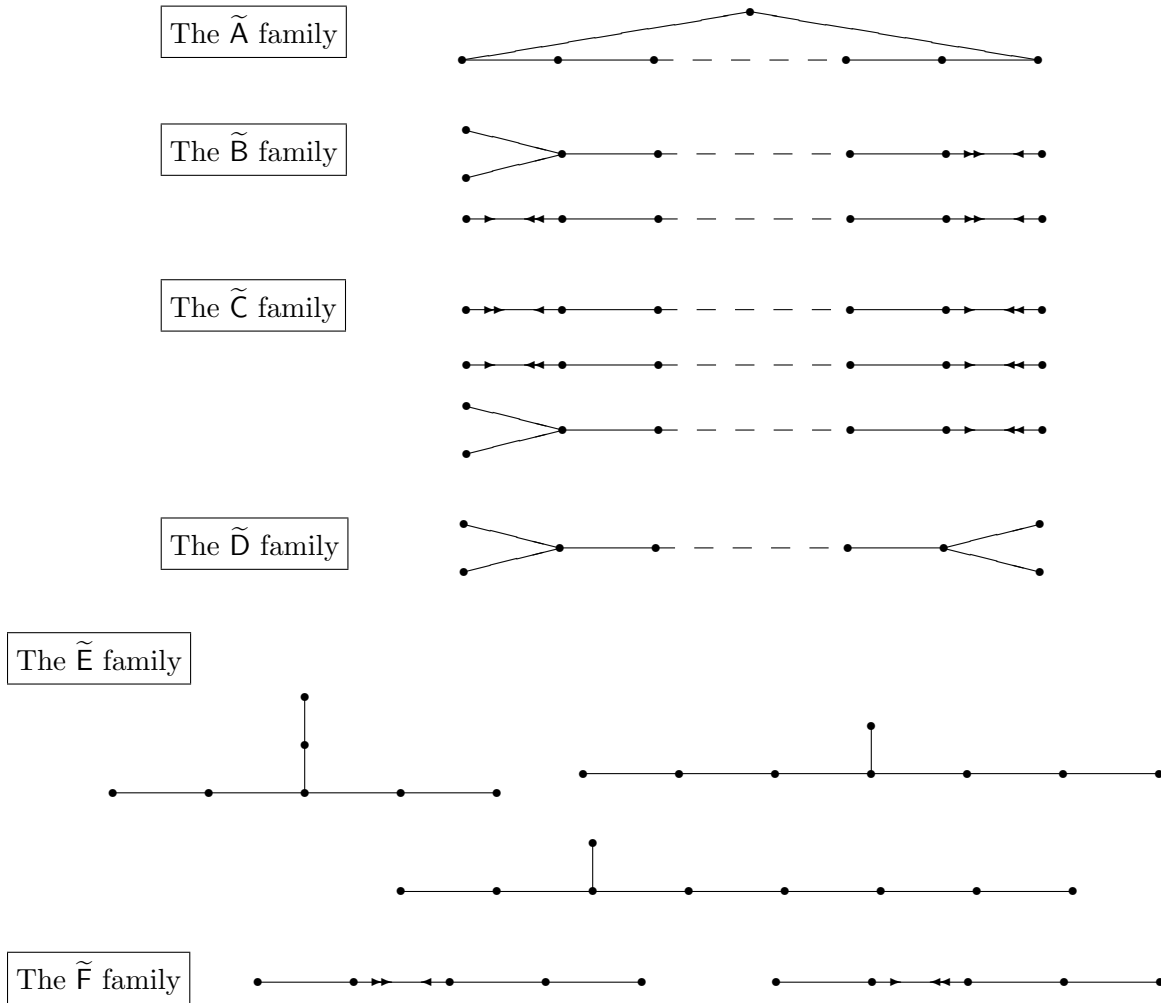 The Ã family
The B̃ family
The C̃ family
The D̃ family
The Ẽ family
The F̃ family